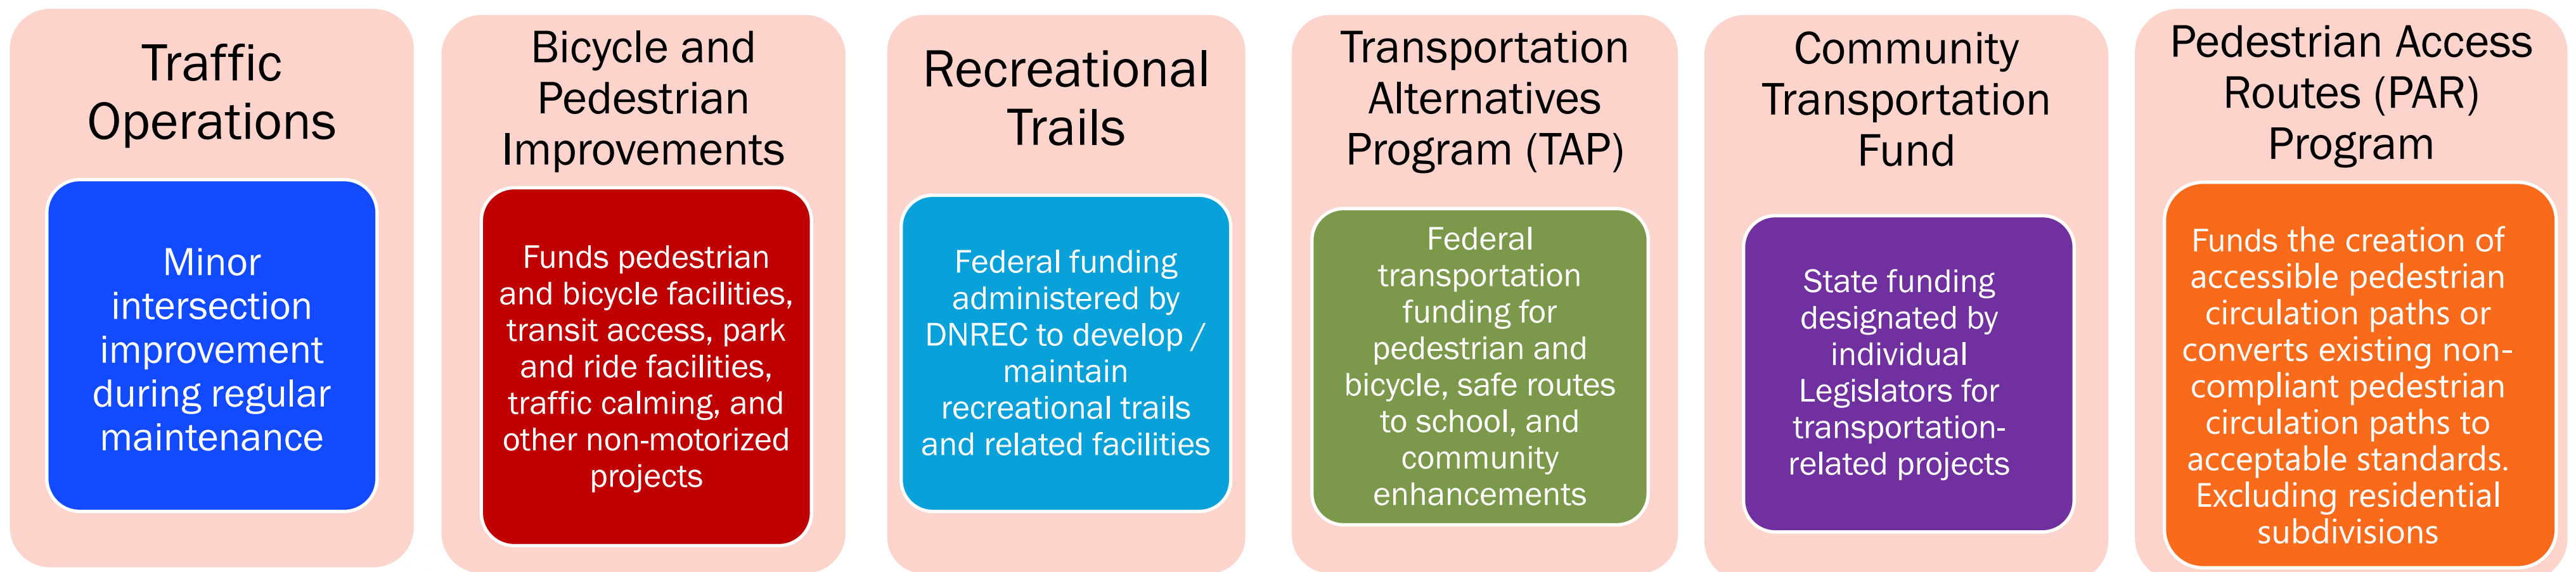 Traffic
Operations
Minor
intersection
improvement
during regular
maintenance
Bicycle and
Pedestrian
Improvements
Funds pedestrian
and bicycle facilities,
transit access, park
and ride facilities,
traffic calming, and
other non-motorized
projects
Recreational
Trails
Federal funding
administered by
DNREC to develop /
maintain
recreational trails
and related facilities
Transportation
Alternatives
Program (TAP)
Federal
transportation
funding for
pedestrian and
bicycle, safe routes
to school, and
community
enhancements
Community
Transportation
Fund
State funding
designated by
individual
Legislators for
transportation-
related projects
Pedestrian Access
Routes (PAR)
Program
Funds the creation of
accessible pedestrian
circulation paths or
converts existing non-
compliant pedestrian
circulation paths to
acceptable standards.
Excluding residential
subdivisions